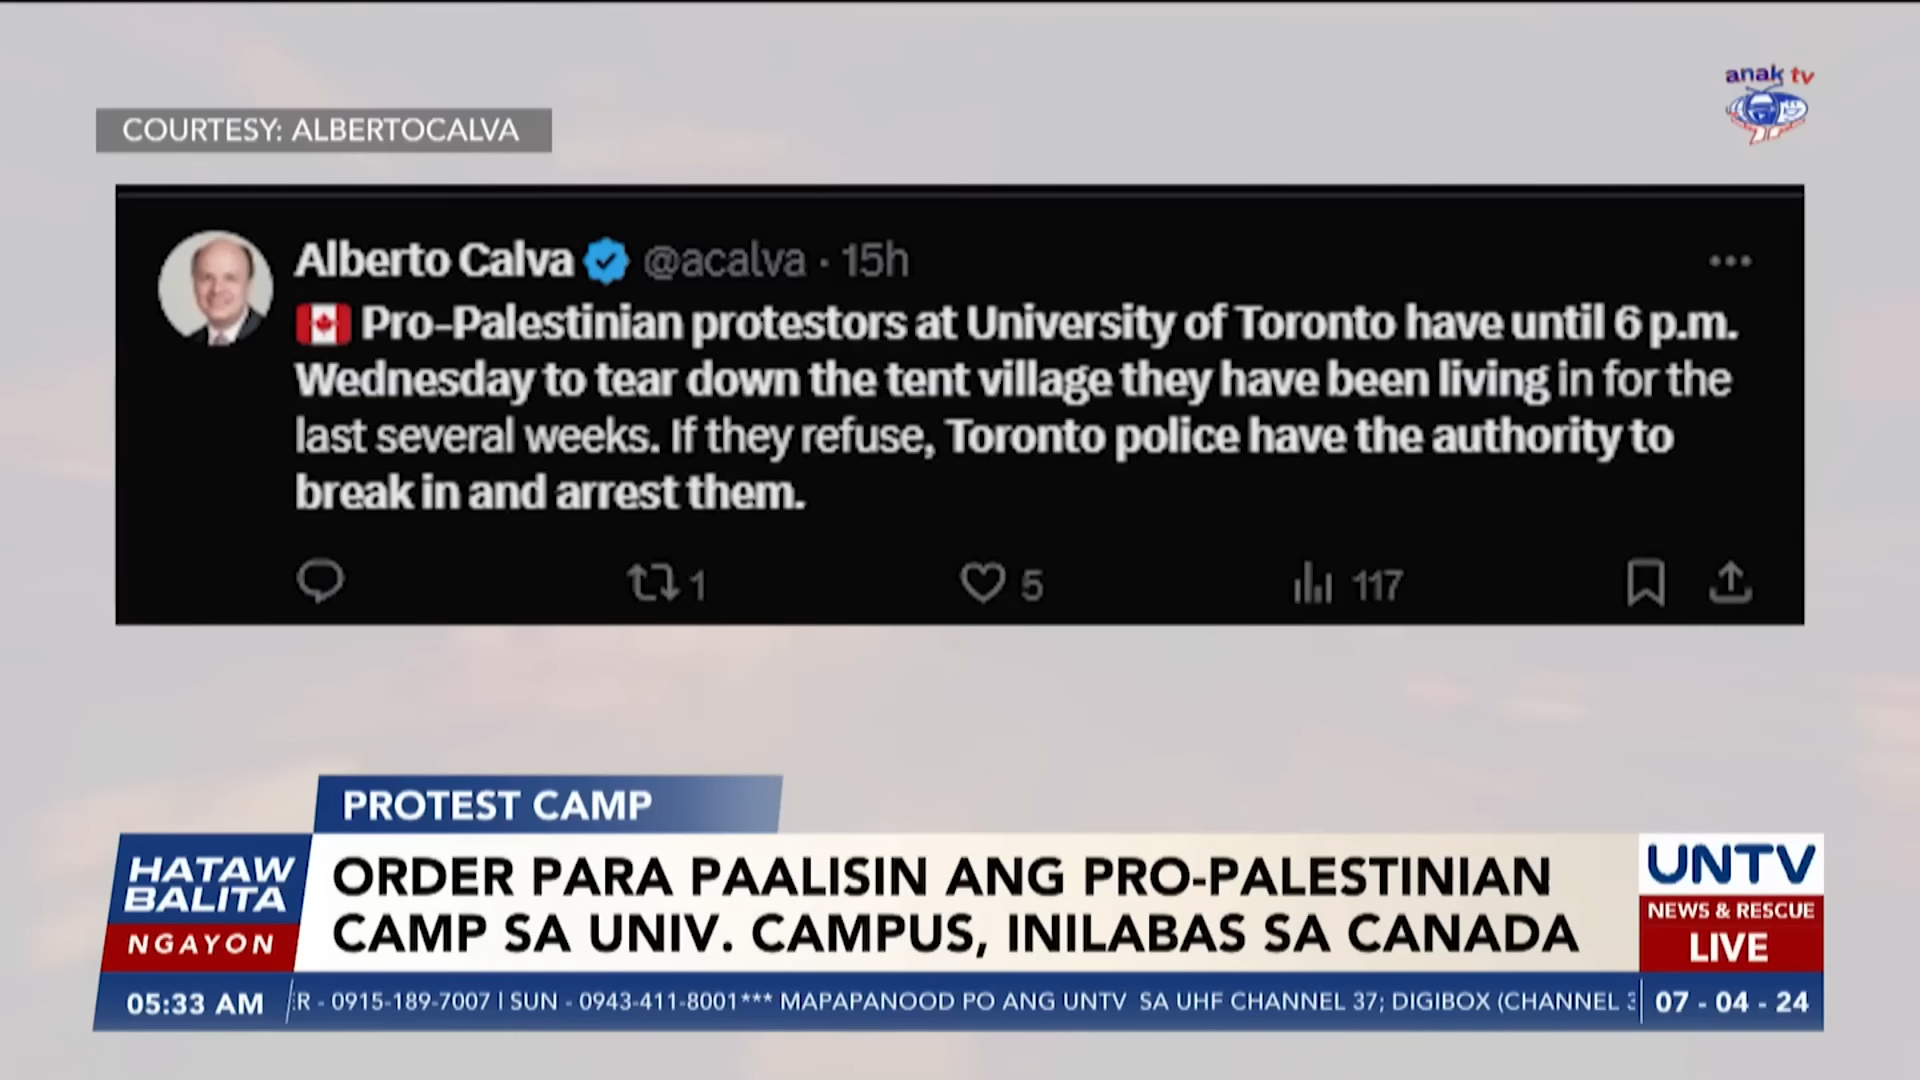 anak tv
COURTESY: ALBERTOCALVA
Alberto Calva @acalva · 15h
Pro-Palestinian protestors at University of Toronto have until 6 p.m.
Wednesday to tear down the tent village they have been living in for the
last several weeks. If they refuse, Toronto police have the authority to
break in and arrest them.
1 5 117
PROTEST CAMP
HATAW
BALITA
NGAYON
ORDER PARA PAALISIN ANG PRO-PALESTINIAN
CAMP SA UNIV. CAMPUS, INILABAS SA CANADA
UNTV
NEWS & RESCUE
LIVE
05:33 AM
R - 0915-189-7007 | SUN - 0943-411-8001*** MAPAPANOOD PO ANG UNTV SA UHF CHANNEL 37; DIGIBOX (CHANNEL
07 - 04 - 24